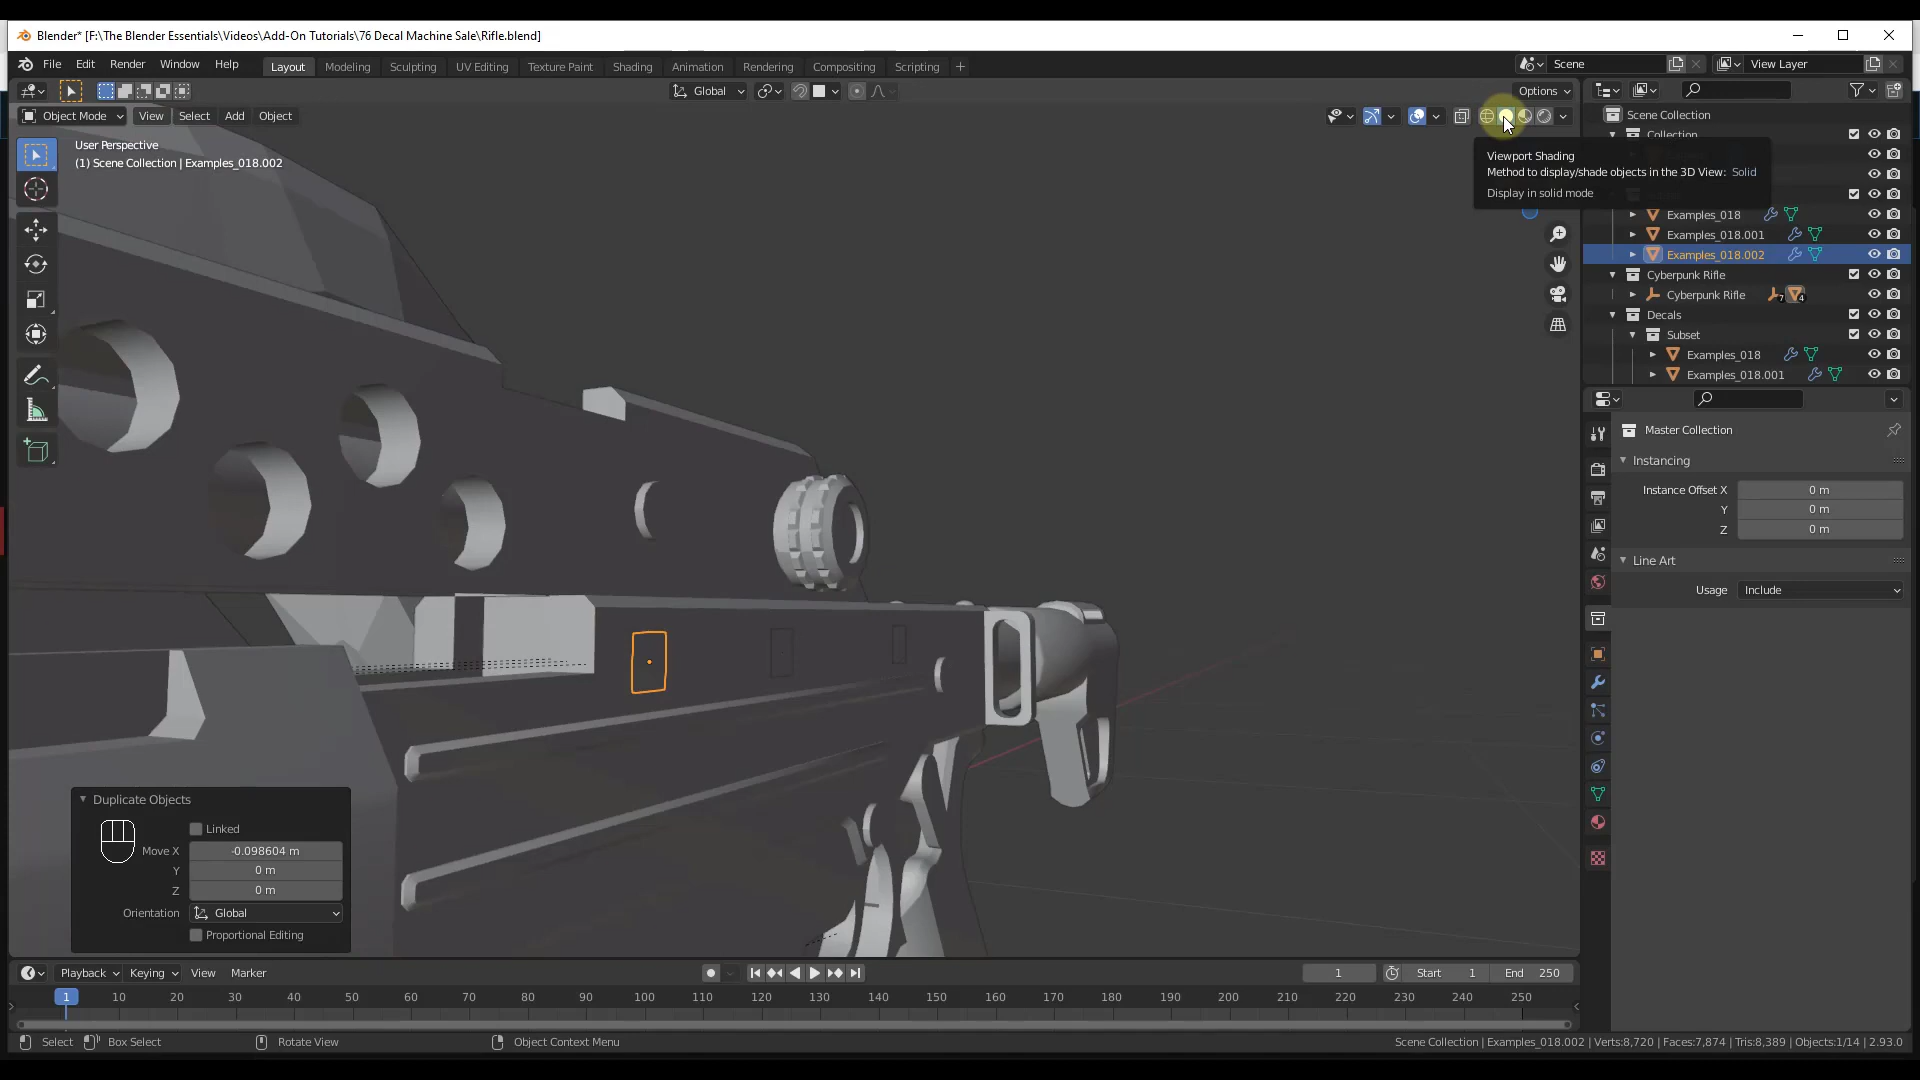 Blender* [F:\The Blender Essentials\Videos\Add-On Tutorials\76 Decal Machine Sale\Rifle.blend]
File Edit Render Window Help Layout Modeling Sculpting UV Editing Texture Paint Shading Animation Rendering Compositing Scripting + Scene View Layer
Global Options
Object Mode View Select Add Object
User Perspective
(1) Scene Collection | Examples_018.002
Viewport Shading
Method to display/shade objects in the 3D View: Solid
Display in solid mode
Scene Collection
Collection
Examples_018
Examples_018.001
Examples_018.002
Cyberpunk Rifle
Cyberpunk Rifle 7 4
Decals
Subset
Examples_018
Examples_018.001
Master Collection
Instancing
Instance Offset X 0 m
Y 0 m
Z 0 m
Line Art
Usage Include
Duplicate Objects
Linked
Move X -0.098604 m
Y 0 m
Z 0 m
Orientation Global
Proportional Editing
Playback Keying View Marker 1 Start 1 End 250
1 10 20 30 40 50 60 70 80 90 100 110 120 130 140 150 160 170 180 190 200 210 220 230 240 250
Select Box Select Rotate View Object Context Menu Scene Collection | Examples_018.002 | Verts:8,720 | Faces:7,874 | Tris:8,389 | Objects:1/14 | 2.93.0